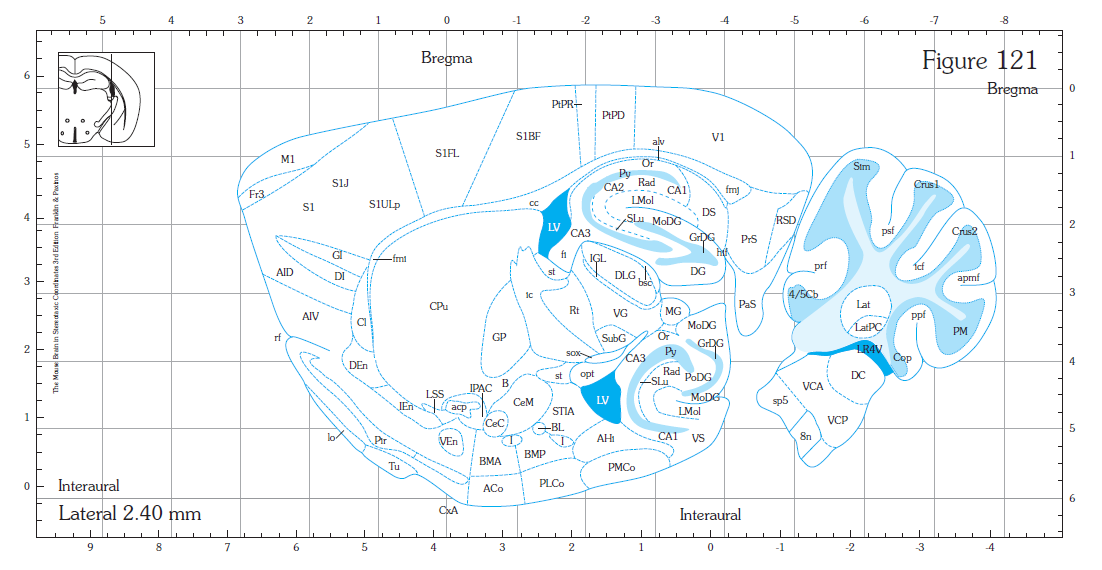 5 4 3 2 1 0 -1 -2 -3 -4 -5 -6 -7 -8
Bregma
Figure 121
Bregma
6 5 4 3 2 1 0
0 1 2 3 4 5 6
The Mouse Brain in Stereotaxic Coordinates 3rd Edition Franklin & Paxinos
PtPR
PtPD
S1BF
V1
alv
S1FL
M1
Or
Py
Rad
CA2
CA1
fmj
S1J
Fr3
LMol
S1
S1ULp
cc
DS
SLu
MoDG
RSD
LV
CA3
GrDG
PrS
hif
fi
IGL
GI
fmi
AID
DI
st
DLG
bsc
DG
ic
CPu
Rt
VG
MG
PaS
AIV
Cl
MoDG
rf
GP
SubG
Or
GrDG
Py
sox
CA3
DEn
st
opt
Rad
PoDG
SLu
B
IPAC
LSS
LV
MoDG
CeM
IEn
acp
STIA
LMol
CeC
BL
lo
Pir
VEn
I
I
AHi
CA1
VS
BMA
BMP
Tu
PMCo
ACo
PLCo
CxA
Sim
Crus1
Crus2
psf
prf
icf
apmf
4/5Cb
Lat
ppf
LatPC
PM
LR4V
Cop
DC
VCA
sp5
VCP
8n
Interaural
Lateral 2.40 mm
Interaural
9 8 7 6 5 4 3 2 1 0 -1 -2 -3 -4